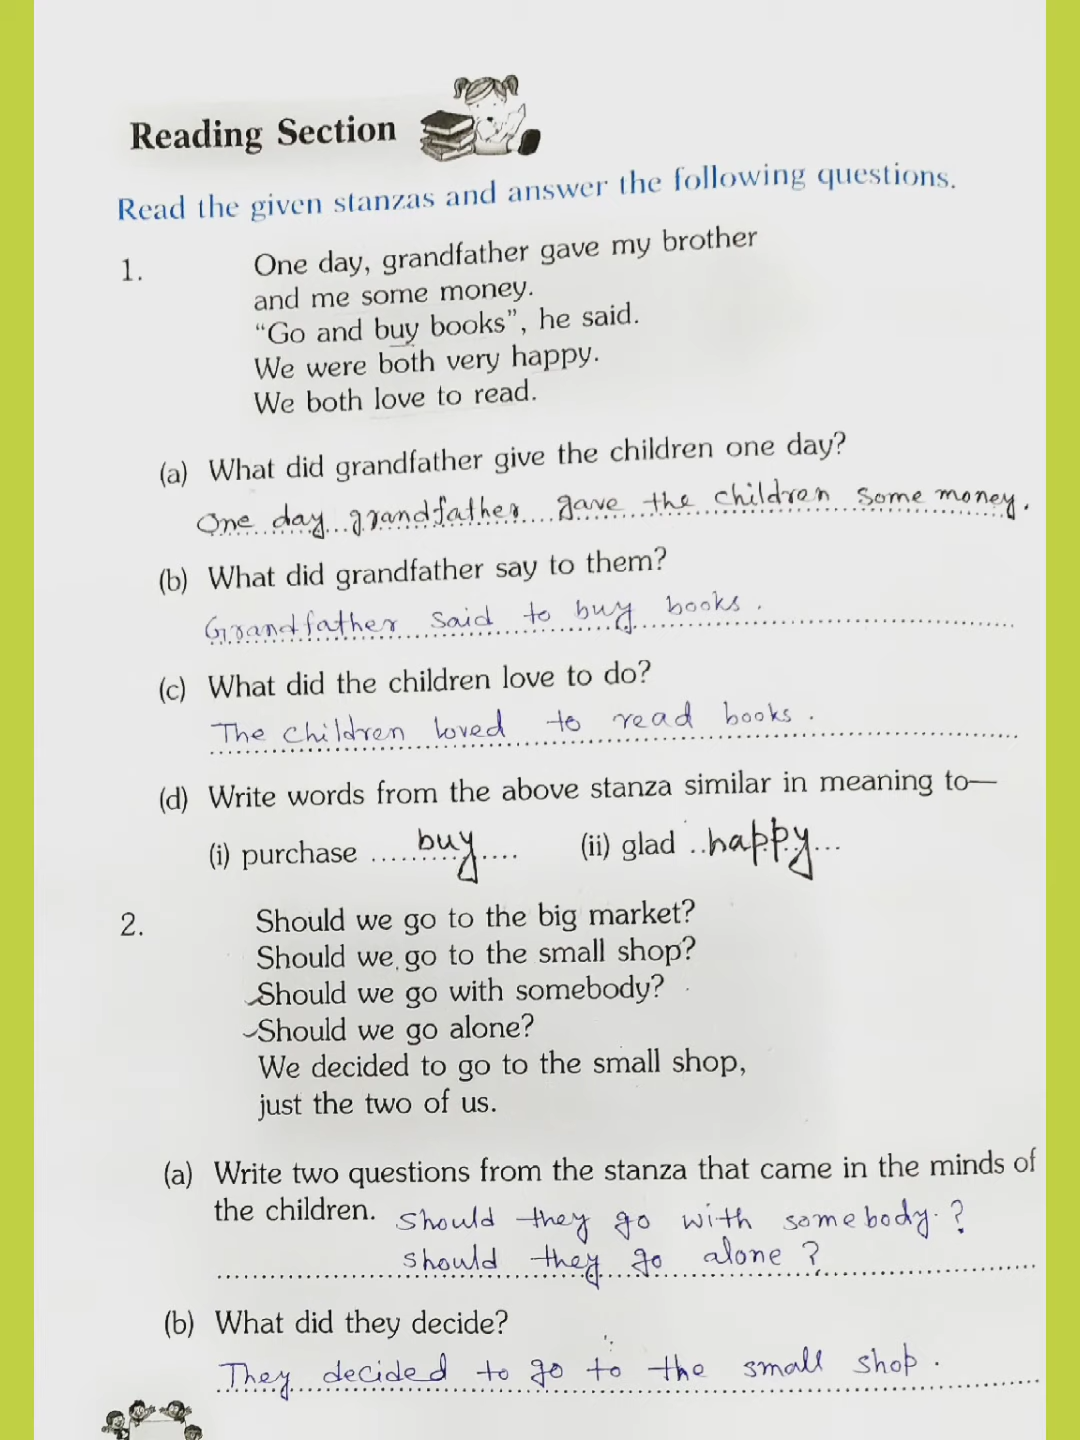 Reading Section
Read the given stanzas and answer the following questions.
1. One day, grandfather gave my brother
and me some money.
“Go and buy books”, he said.
We were both very happy.
We both love to read.
(a) What did grandfather give the children one day?
One day grandfather gave the children some money.
(b) What did grandfather say to them?
Grandfather said to buy books.
(c) What did the children love to do?
The children loved to read books.
(d) Write words from the above stanza similar in meaning to—
(i) purchase ....buy.... (ii) glad ..happy...
2. Should we go to the big market?
Should we go to the small shop?
Should we go with somebody?
Should we go alone?
We decided to go to the small shop,
just the two of us.
(a) Write two questions from the stanza that came in the minds of
the children. Should they go with somebody?
Should they go alone?
(b) What did they decide?
They decided to go to the small shop.